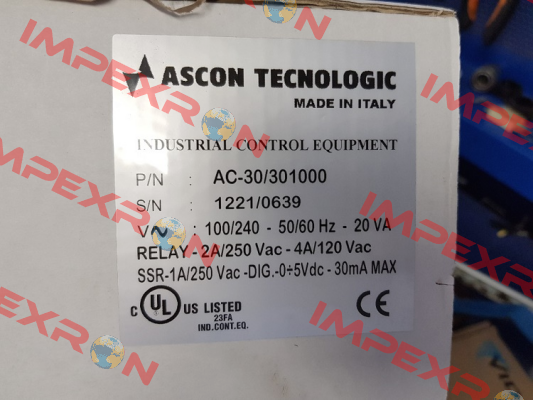 ASCON TECNOLOGIC
MADE IN ITALY
INDUSTRIAL CONTROL EQUIPMENT
P/N : AC-30/301000
S/N : 1221/0639
V : 100/240 - 50/60 Hz - 20 VA
RELAY - 2A/250 Vac - 4A/120 Vac
SSR-1A/250 Vac -DIG.-0÷5Vdc - 30mA MAX
C UL US LISTED
23FA
IND.CONT.EQ.
CE
IMPEXRON
IMPEXRON
IMPEXRON
IMPEXRON